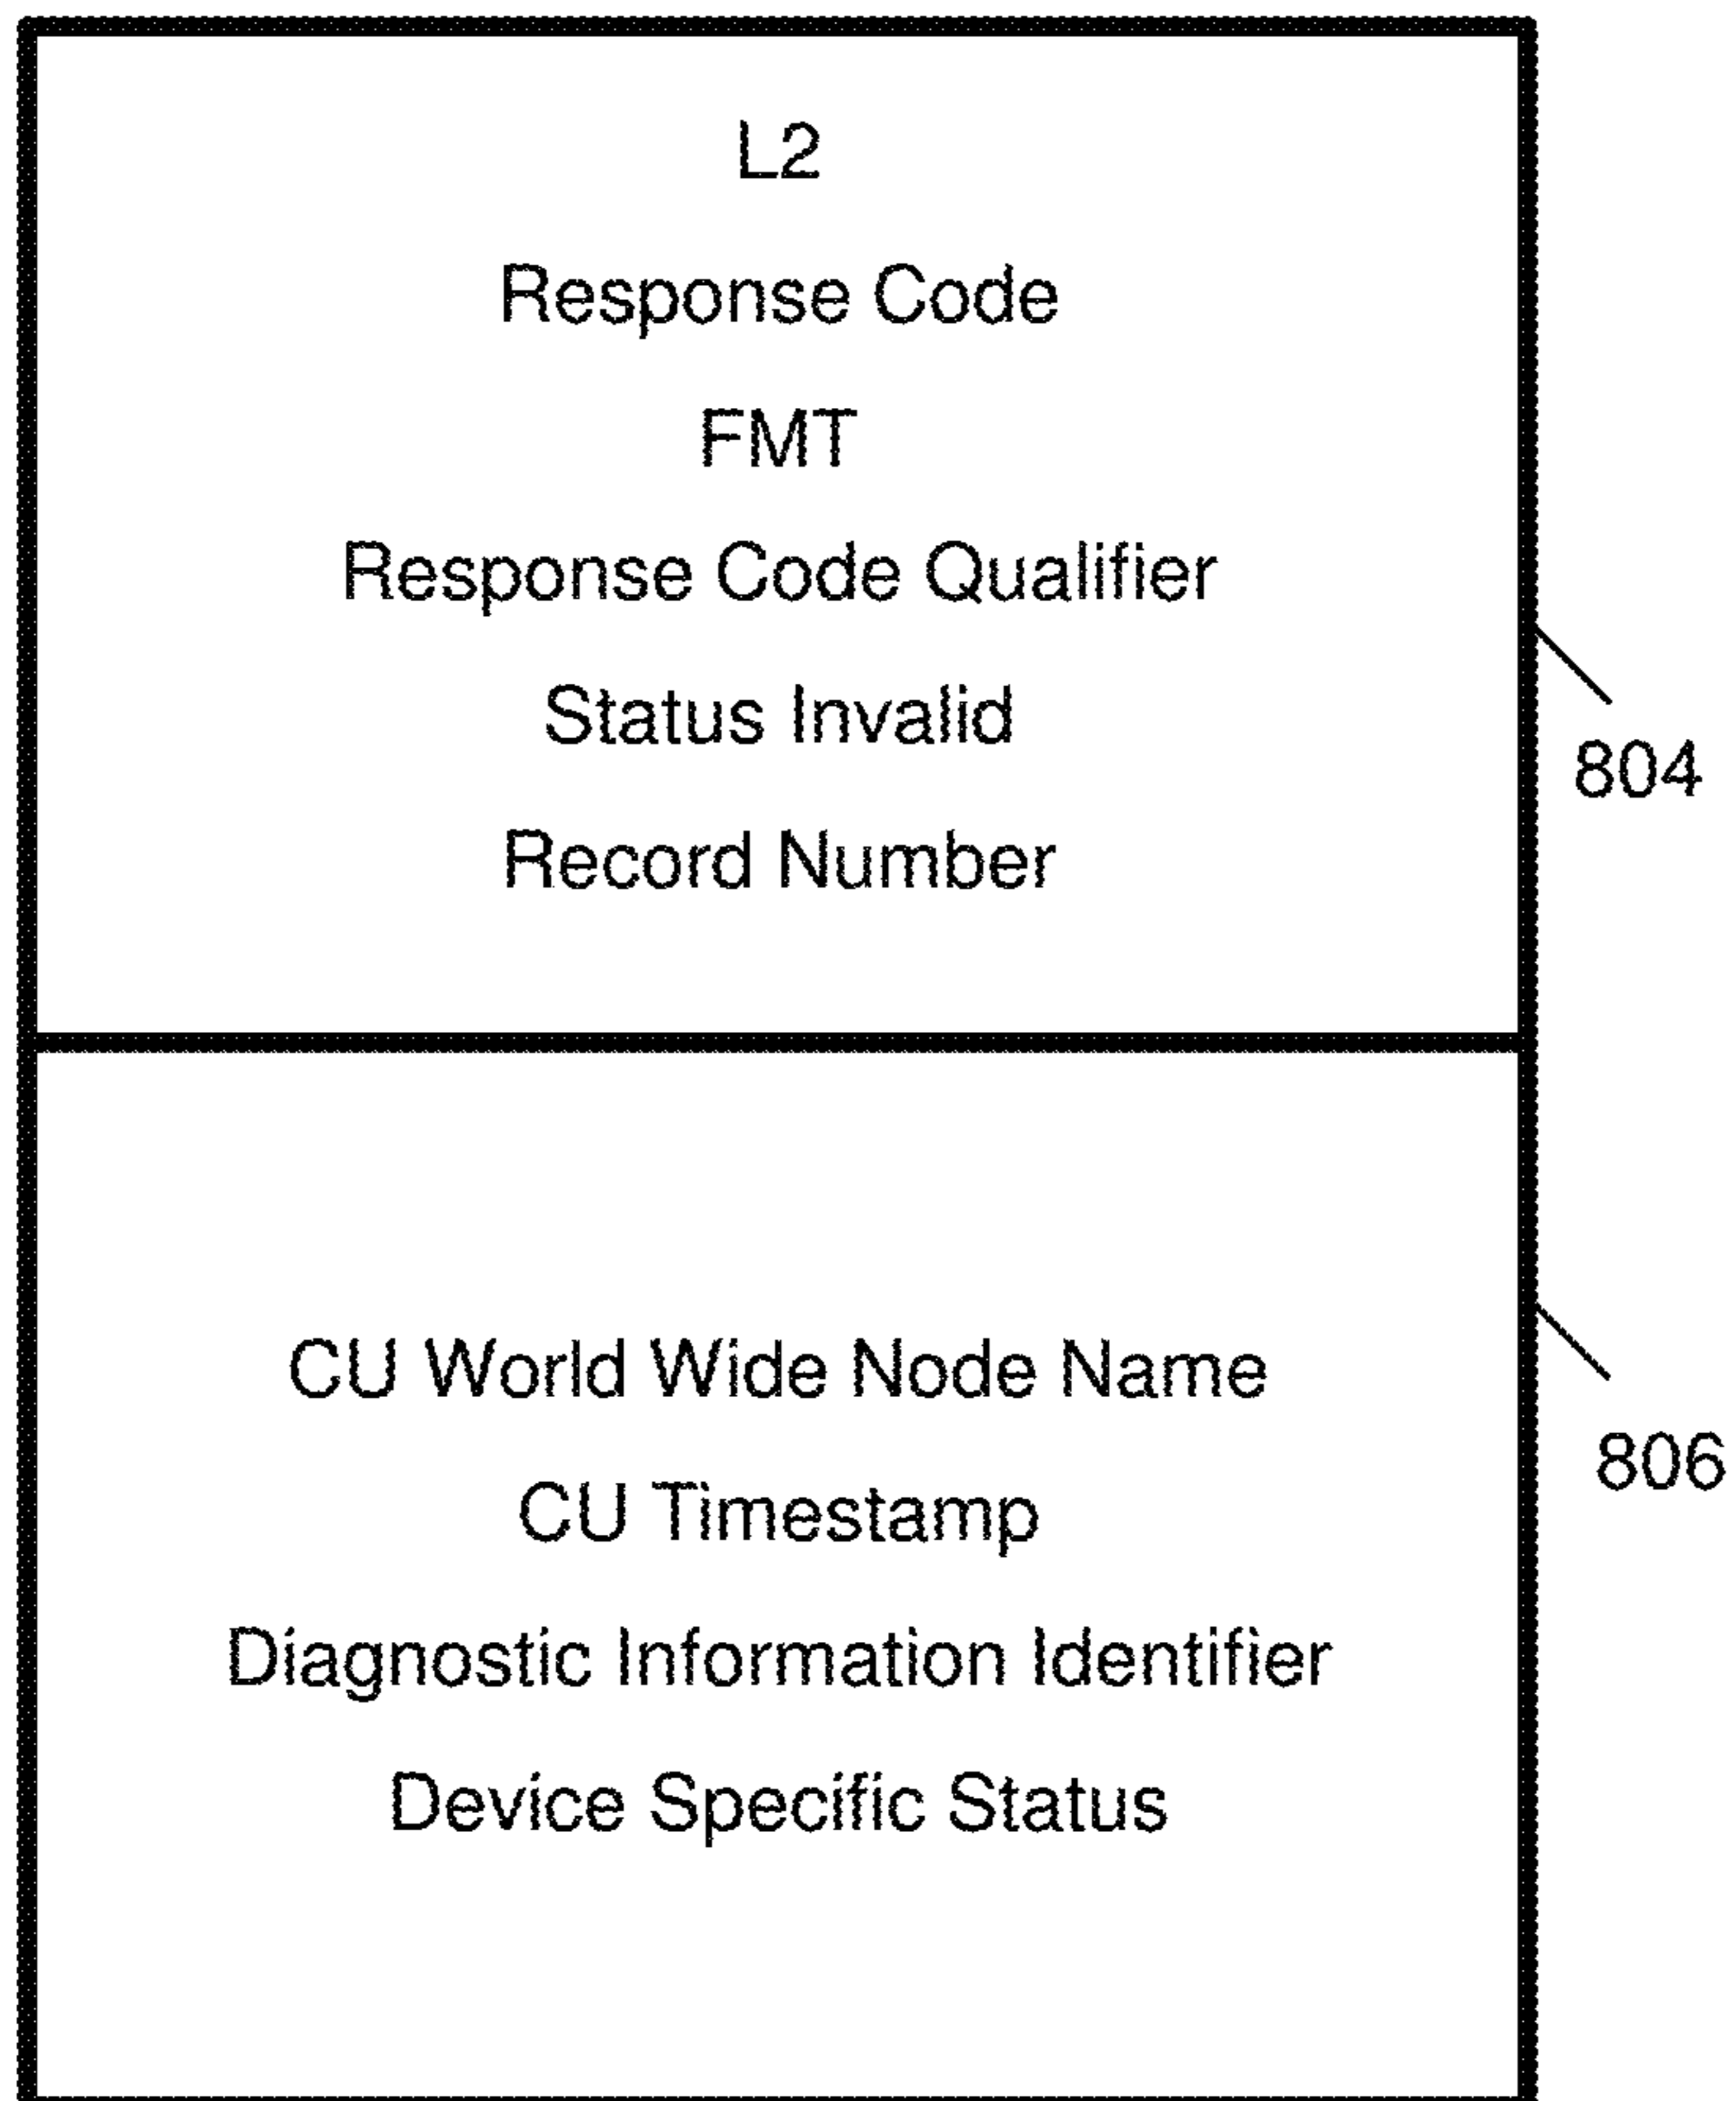 L2
Response Code
FMT
Response Code Qualifier
Status Invalid
804
Record Number
CU World Wide Node Name
806
CU Timestamp
Diagnostic Information Identifier
Device Specific Status